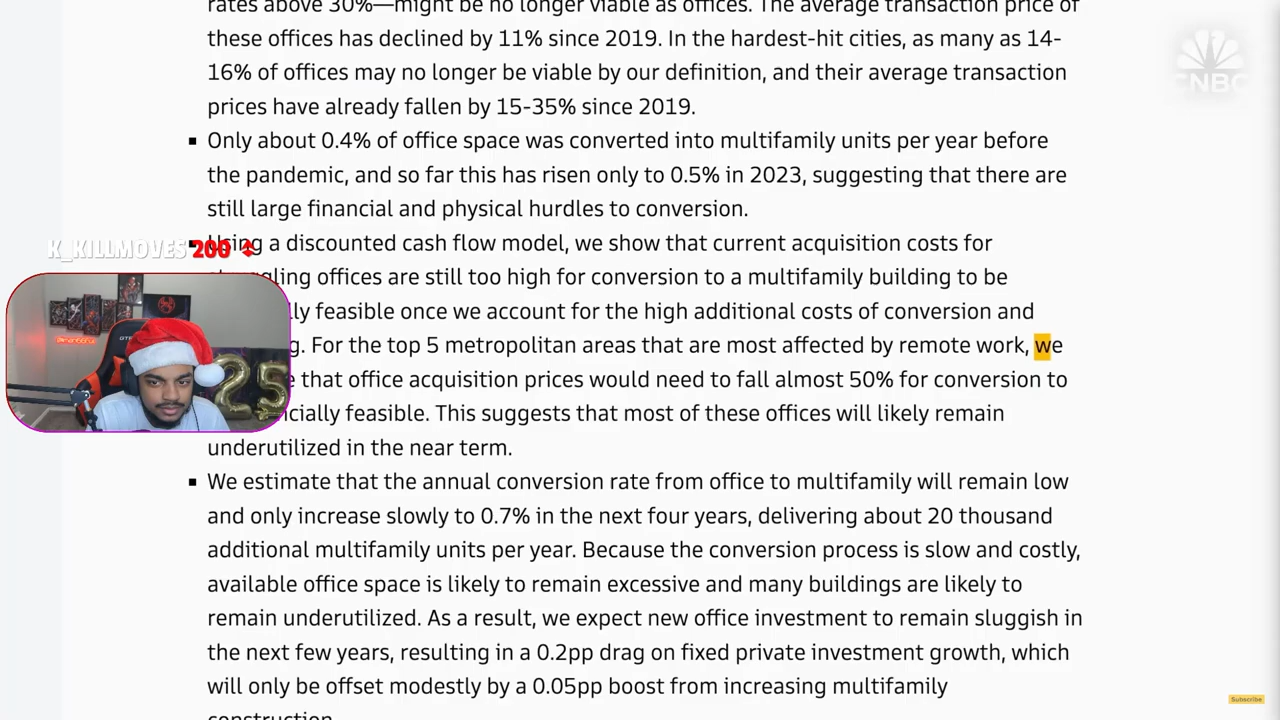 rates above 30%—might be no longer viable as offices. The average transaction price of
these offices has declined by 11% since 2019. In the hardest-hit cities, as many as 14-
16% of offices may no longer be viable by our definition, and their average transaction
prices have already fallen by 15-35% since 2019.
CNBC
▪ Only about 0.4% of office space was converted into multifamily units per year before
the pandemic, and so far this has risen only to 0.5% in 2023, suggesting that there are
still large financial and physical hurdles to conversion.
K_KILLMOVES 200
Using a discounted cash flow model, we show that current acquisition costs for
struggling offices are still too high for conversion to a multifamily building to be
lly feasible once we account for the high additional costs of conversion and
g. For the top 5 metropolitan areas that are most affected by remote work, we
e that office acquisition prices would need to fall almost 50% for conversion to
ncially feasible. This suggests that most of these offices will likely remain
underutilized in the near term.
25
▪ We estimate that the annual conversion rate from office to multifamily will remain low
and only increase slowly to 0.7% in the next four years, delivering about 20 thousand
additional multifamily units per year. Because the conversion process is slow and costly,
available office space is likely to remain excessive and many buildings are likely to
remain underutilized. As a result, we expect new office investment to remain sluggish in
the next few years, resulting in a 0.2pp drag on fixed private investment growth, which
will only be offset modestly by a 0.05pp boost from increasing multifamily
construction.
Subscribe